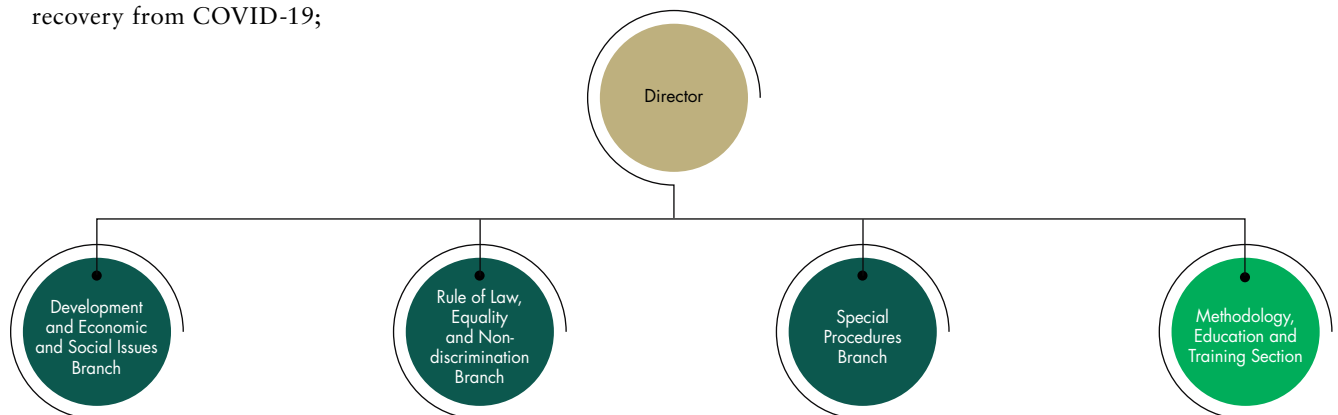 recovery from COVID-19;
Director
Development
and Economic
and Social Issues
Branch
Rule of Law,
Equality
and Non-
discrimination
Branch
Special
Procedures
Branch
Methodology,
Education and
Training Section